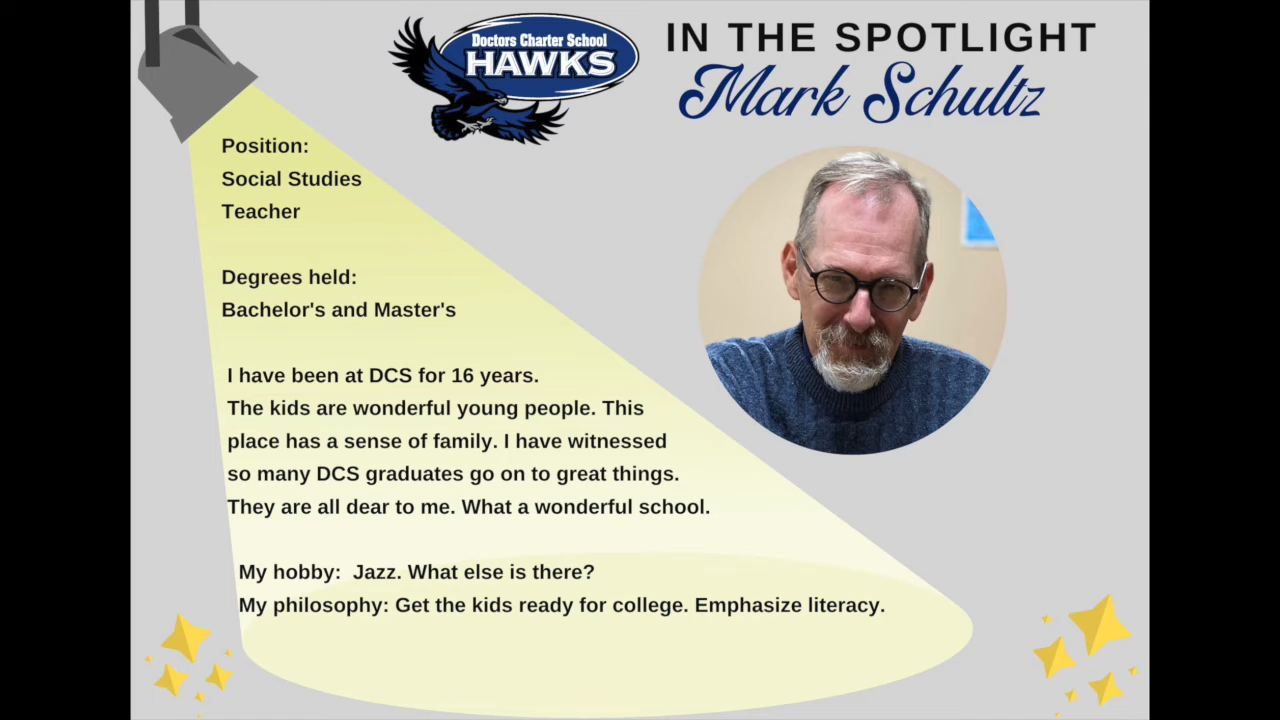 Doctors Charter School
HAWKS
IN THE SPOTLIGHT
Mark Schultz
Position:
Social Studies
Teacher
Degrees held:
Bachelor's and Master's
I have been at DCS for 16 years.
The kids are wonderful young people. This
place has a sense of family. I have witnessed
so many DCS graduates go on to great things.
They are all dear to me. What a wonderful school.
My hobby:  Jazz. What else is there?
My philosophy: Get the kids ready for college. Emphasize literacy.